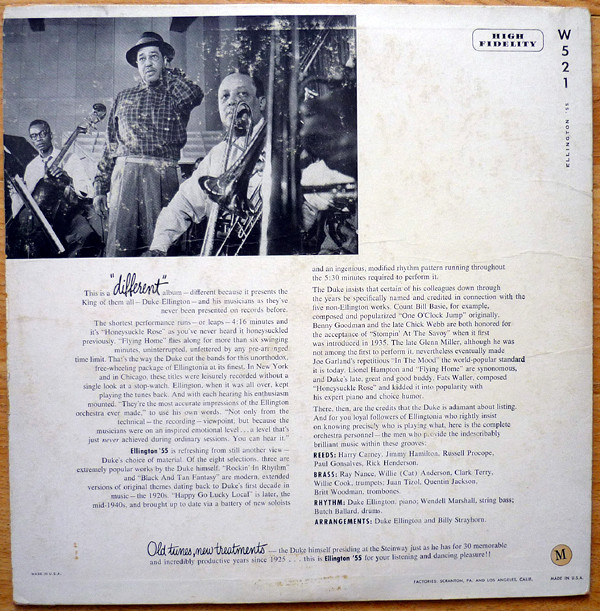 HIGH
FIDELITY
W
5
2
1
ELLINGTON '55
"different"
This is a album — different because it presents the
King of them all — Duke Ellington — and his musicians as they've
never been presented on records before.
The shortest performance runs — or leaps — 4:16 minutes and
it's "Honeysuckle Rose" as you've never heard it honeysuckled
previously. "Flying Home" flies along for more than six swinging
minutes, uninterrupted, unfettered by any pre-arranged
time limit. That's the way Duke cut the bands for this unorthodox,
free-wheeling package of Ellingtonia at its finest. In New York
and in Chicago, these titles were leisurely recorded without a
single look at a stop-watch. Ellington, when it was all over, kept
playing the tunes back. And with each hearing his enthusiasm
mounted. "They're the most accurate impressions of the Ellington
orchestra ever made," to use his own words. "Not only from the
technical — the recording — viewpoint, but because the
musicians were on an inspired emotional level . . . a level that's
just never achieved during ordinary sessions. You can hear it."
Ellington '55 is refreshing from still another view —
Duke's choice of material. Of the eight selections, three are
extremely popular works by the Duke himself. "Rockin' In Rhythm"
and "Black And Tan Fantasy" are modern, extended
versions of original themes dating back to Duke's first decade in
music — the 1920s. "Happy Go Lucky Local" is later, the
mid-1940s, and brought up to date via a battery of new soloists
and an ingenious, modified rhythm pattern running throughout
the 5:30 minutes required to perform it.
The Duke insists that certain of his colleagues down through
the years be specifically named and credited in connection with the
five non-Ellington works. Count Bill Basie, for example,
composed and popularized "One O'Clock Jump" originally,
Benny Goodman and the late Chick Webb are both honored for
the acceptance of "Stompin' At The Savoy" when it first
was introduced in 1935. The late Glenn Miller, although he was
not among the first to perform it, nevertheless eventually made
Joe Garland's repetitious "In The Mood" the world-popular standard
it is today. Lionel Hampton and "Flying Home" are synonomous,
and Duke's late, great and good buddy, Fats Waller, composed
"Honeysuckle Rose" and kidded it into popularity with
his expert piano and choice humor.
There, then, are the credits that the Duke is adamant about listing.
And for you loyal followers of Ellingtonia who rightly insist
on knowing precisely who is playing what, here is the complete
orchestra personnel — the men who provide the indescribably
brilliant music within these grooves:
REEDS: Harry Carney, Jimmy Hamilton, Russell Procope,
Paul Gonsalves, Rick Henderson.
BRASS: Ray Nance, Willie (Cat) Anderson, Clark Terry,
Willie Cook, trumpets; Juan Tizol, Quentin Jackson,
Britt Woodman, trombones.
RHYTHM: Duke Ellington, piano; Wendell Marshall, string bass;
Butch Ballard, drums.
ARRANGEMENTS: Duke Ellington and Billy Strayhorn.
Old tunes, new treatments — the Duke himself presiding at the Steinway just as he has for 30 memorable
and incredibly productive years since 1925 . . . this is Ellington '55 for your listening and dancing pleasure!!
M
MADE IN U.S.A.
FACTORIES: SCRANTON, PA. AND LOS ANGELES, CALIF.
MADE IN U.S.A.